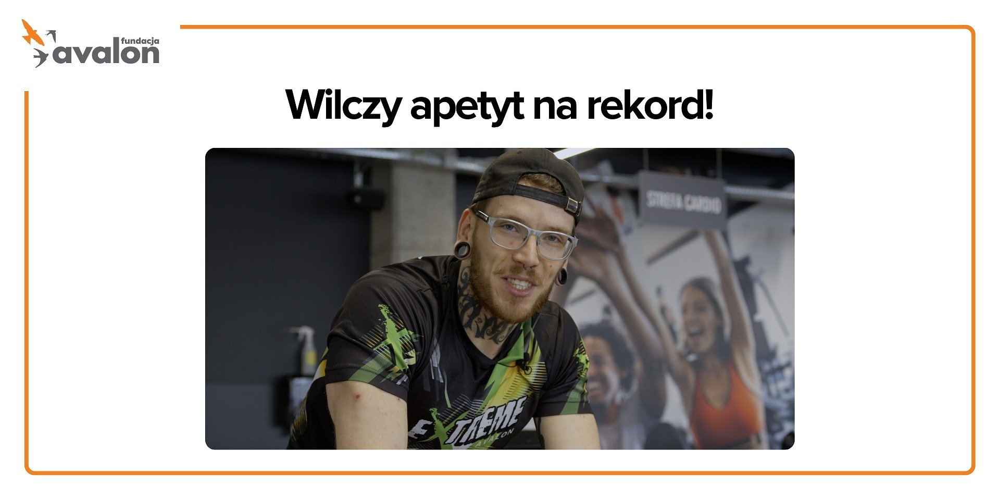 fundacja
avalon
Wilczy apetyt na rekord!
STREFA CARDIO
EXTREME
AVALON